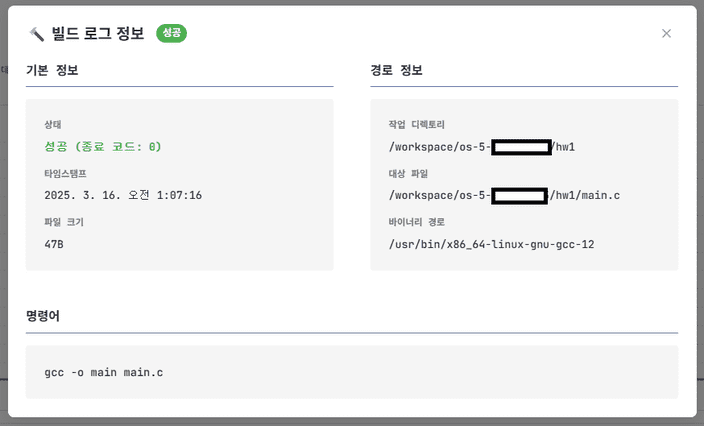 빌드 로그 정보 성공
기본 정보
상태
성공 (종료 코드: 0)
타임스탬프
2025. 3. 16. 오전 1:07:16
파일 크기
47B
경로 정보
작업 디렉토리
/workspace/os-5-/hw1
대상 파일
/workspace/os-5-/hw1/main.c
바이너리 경로
/usr/bin/x86_64-linux-gnu-gcc-12
명령어
gcc -o main main.c